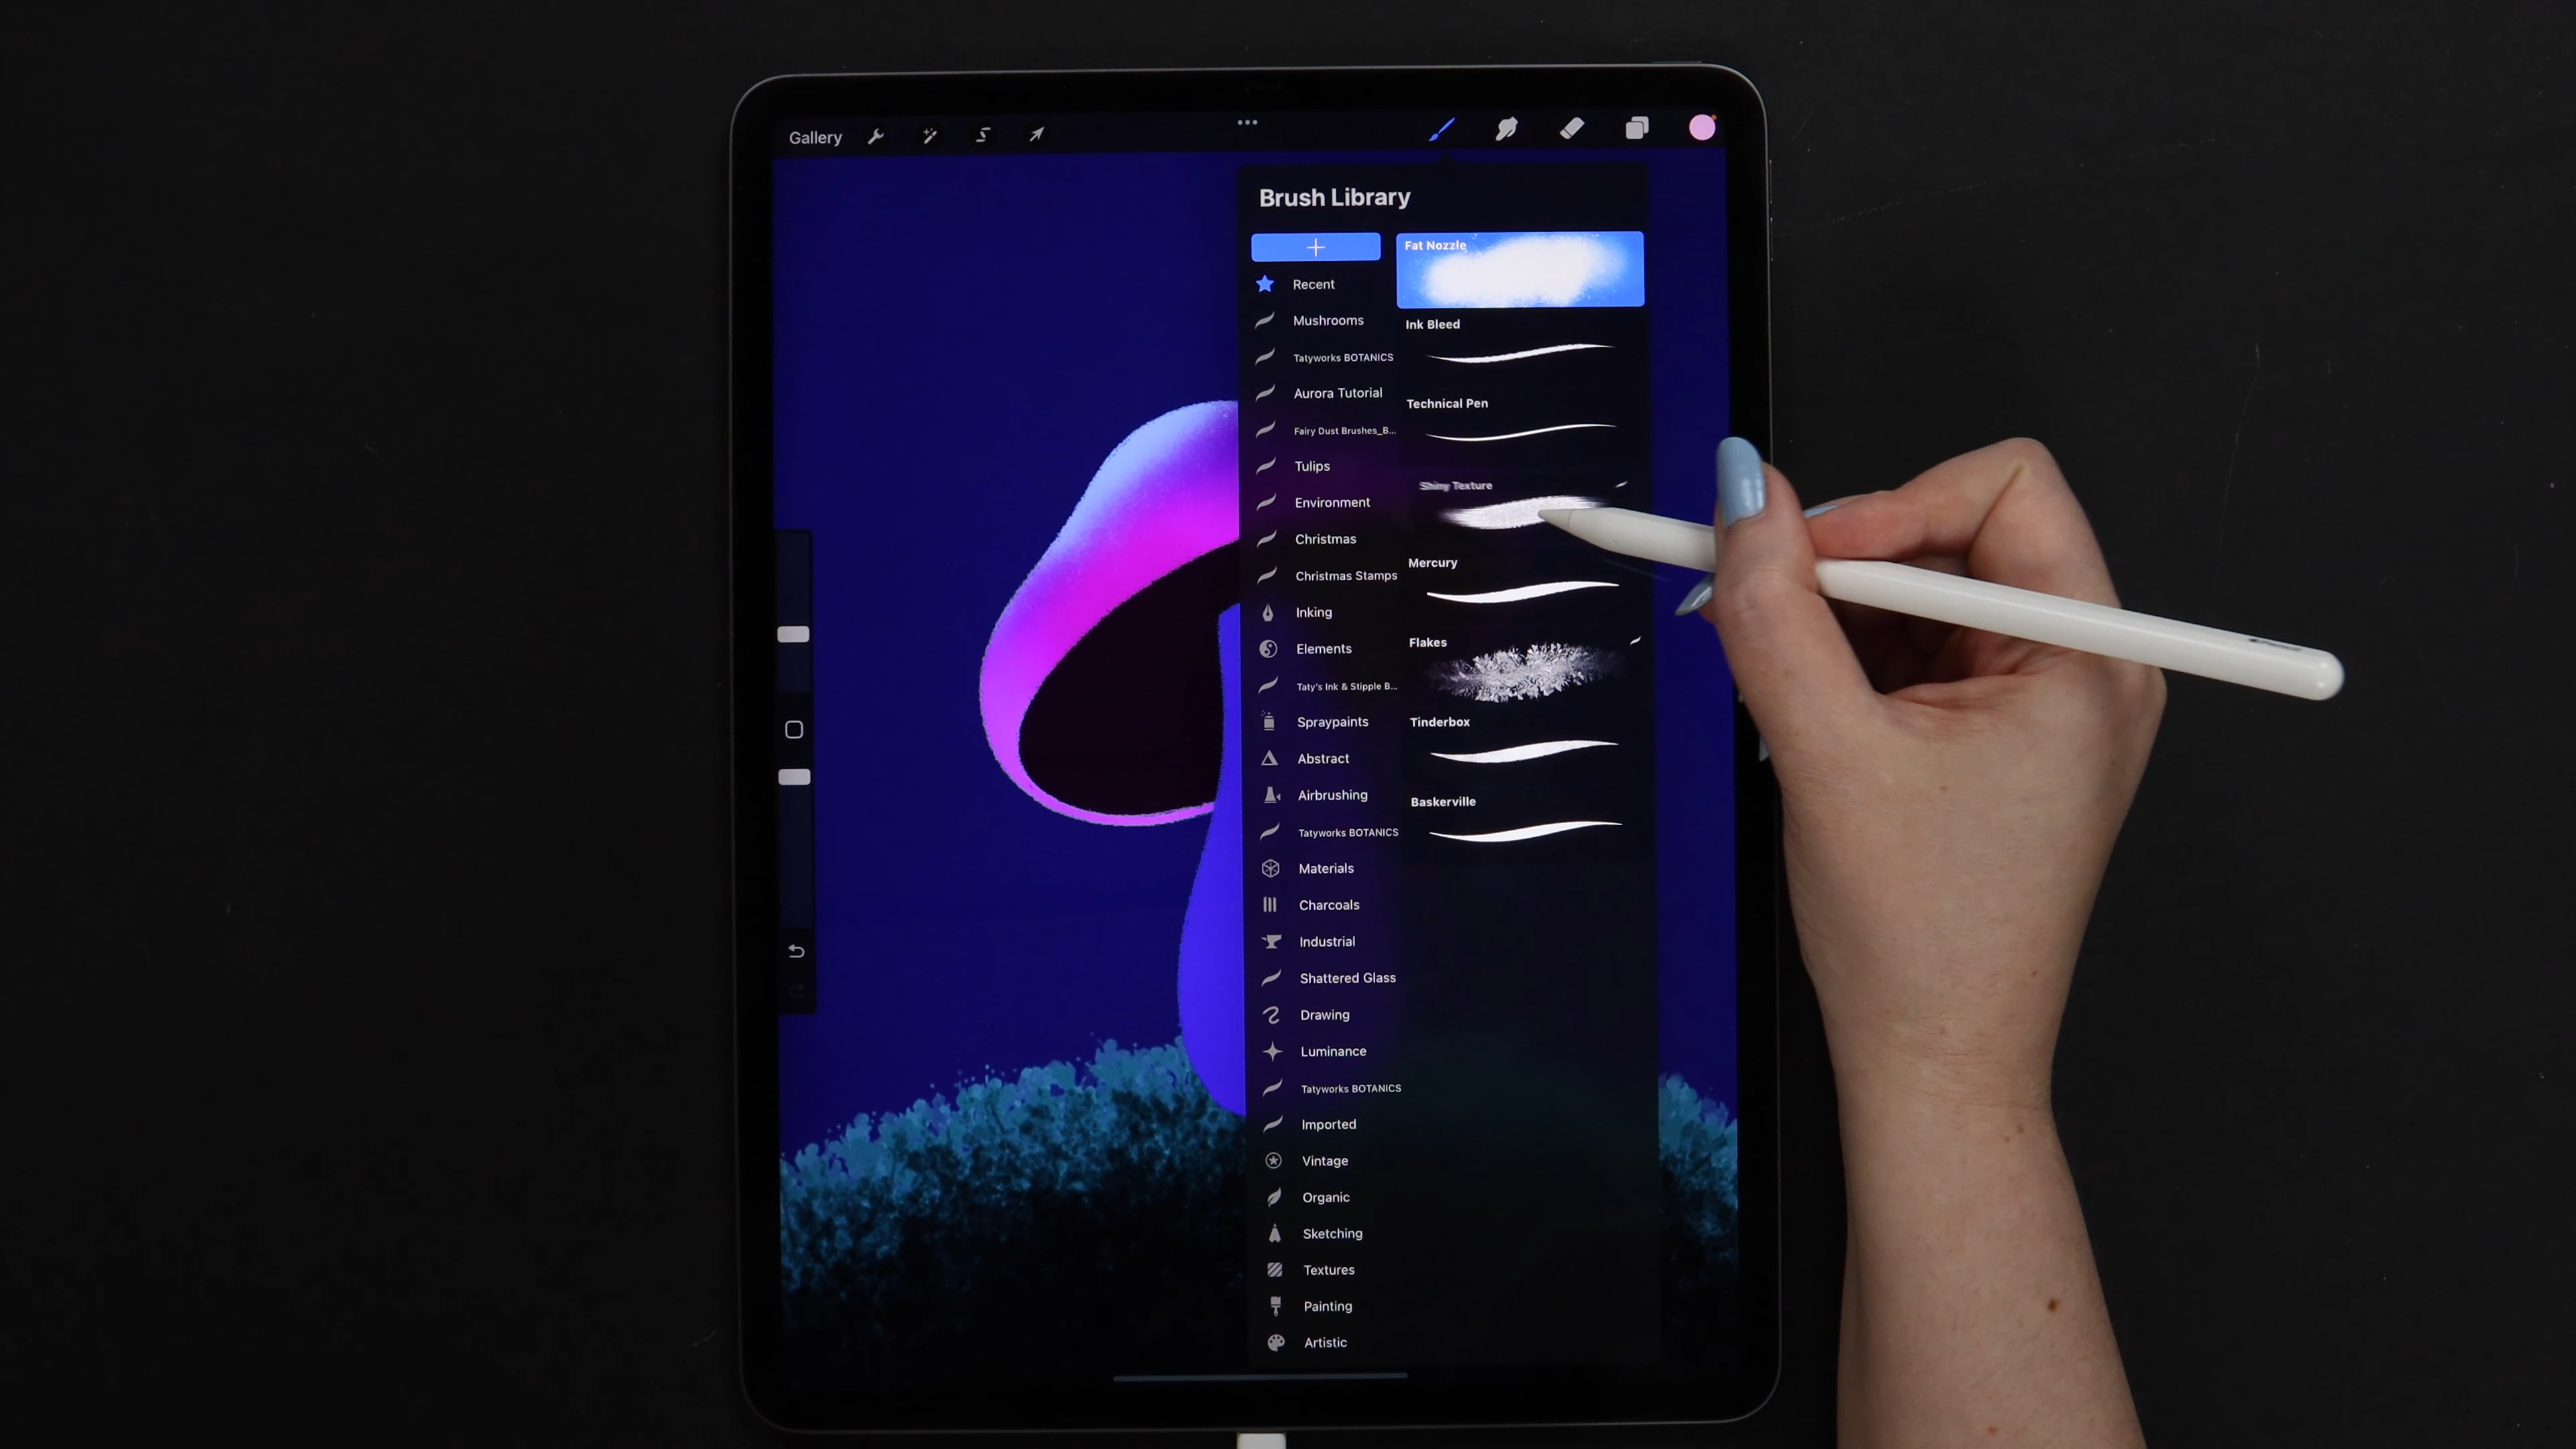 Gallery
Brush Library
Recent
Mushrooms
Tatyworks BOTANICS
Aurora Tutorial
Fairy Dust Brushes_B...
Tulips
Environment
Christmas
Christmas Stamps
Inking
Elements
Taty's Ink & Stipple B...
Spraypaints
Abstract
Airbrushing
Tatyworks BOTANICS
Materials
Charcoals
Industrial
Shattered Glass
Drawing
Luminance
Tatyworks BOTANICS
Imported
Vintage
Organic
Sketching
Textures
Painting
Artistic
Fat Nozzle
Ink Bleed
Technical Pen
Shiny Texture
Mercury
Flakes
Tinderbox
Baskerville